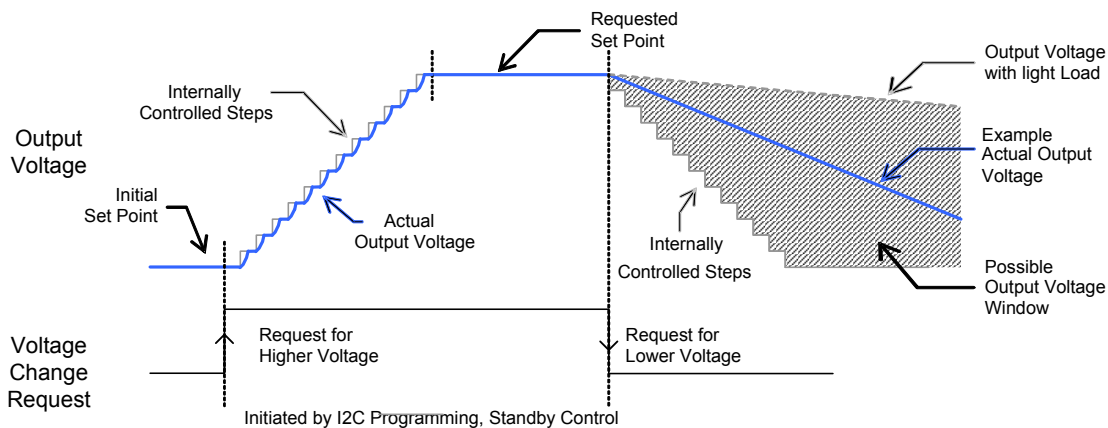 Requested
Set Point
Output Voltage
with light Load
Internally
Controlled Steps
Output
Voltage
Example
Actual Output
Voltage
Initial
Set Point
Actual
Output Voltage
Internally
Controlled Steps
Possible
Output Voltage
Window
Voltage
Change
Request
Request for
Higher Voltage
Request for
Lower Voltage
Initiated by I2C Programming, Standby Control